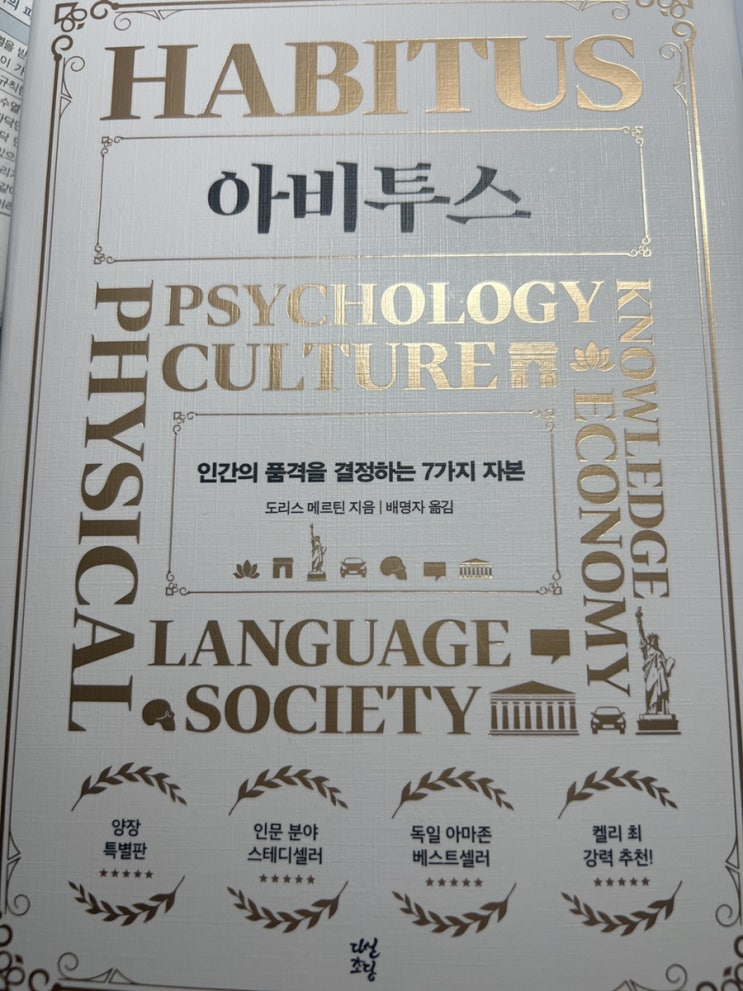 HABITUS
아비투스
PSYCHOLOGY
CULTURE
PHYSICAL
KNOWLEDGE
ECONOMY
인간의 품격을 결정하는 7가지 자본
도리스 메르틴 지음 | 배명자 옮김
LANGUAGE
SOCIETY
양장
특별판
★★★★★
인문 분야
스테디셀러
★★★★★
독일 아마존
베스트셀러
★★★★★
켈리 최
강력 추천!
★★★★★
다산
초당